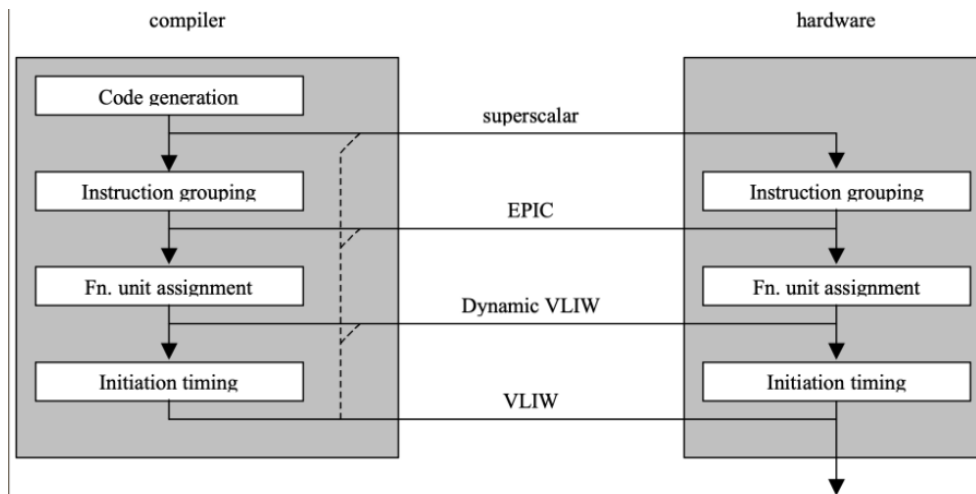 compiler
hardware
Code generation
superscalar
Instruction grouping
Instruction grouping
EPIC
Fn. unit assignment
Fn. unit assignment
Dynamic VLIW
Initiation timing
Initiation timing
VLIW